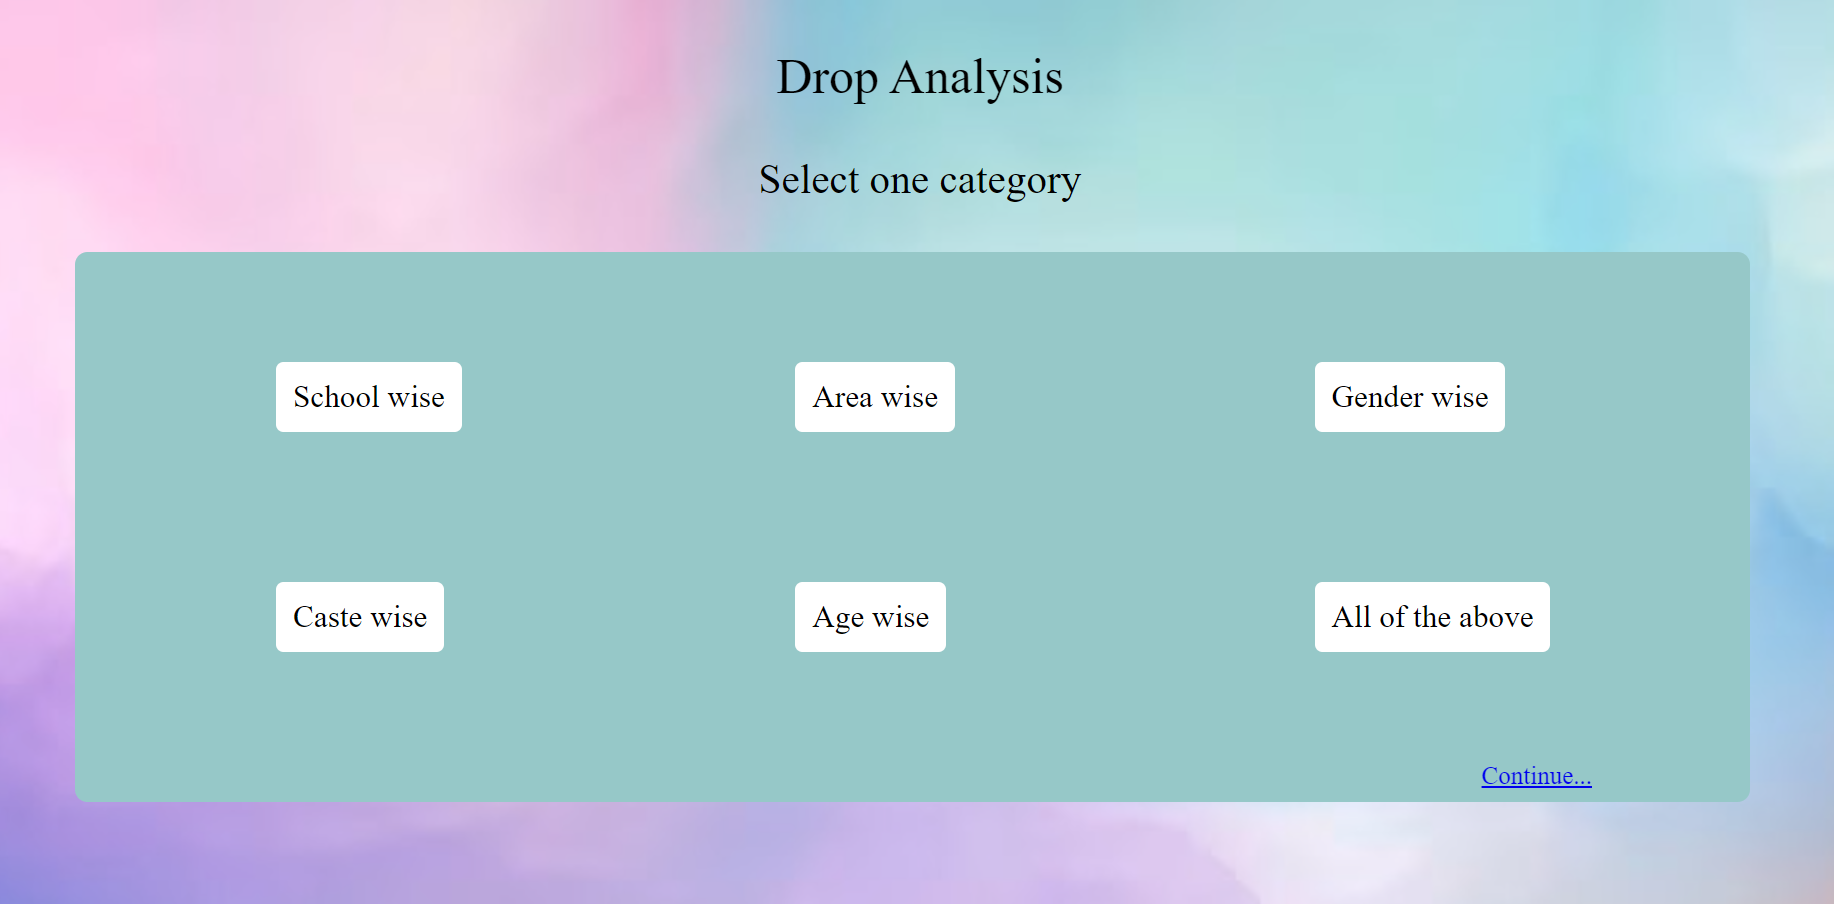 Drop Analysis
Select one category
School wise
Area wise
Gender wise
Caste wise
Age wise
All of the above
Continue...